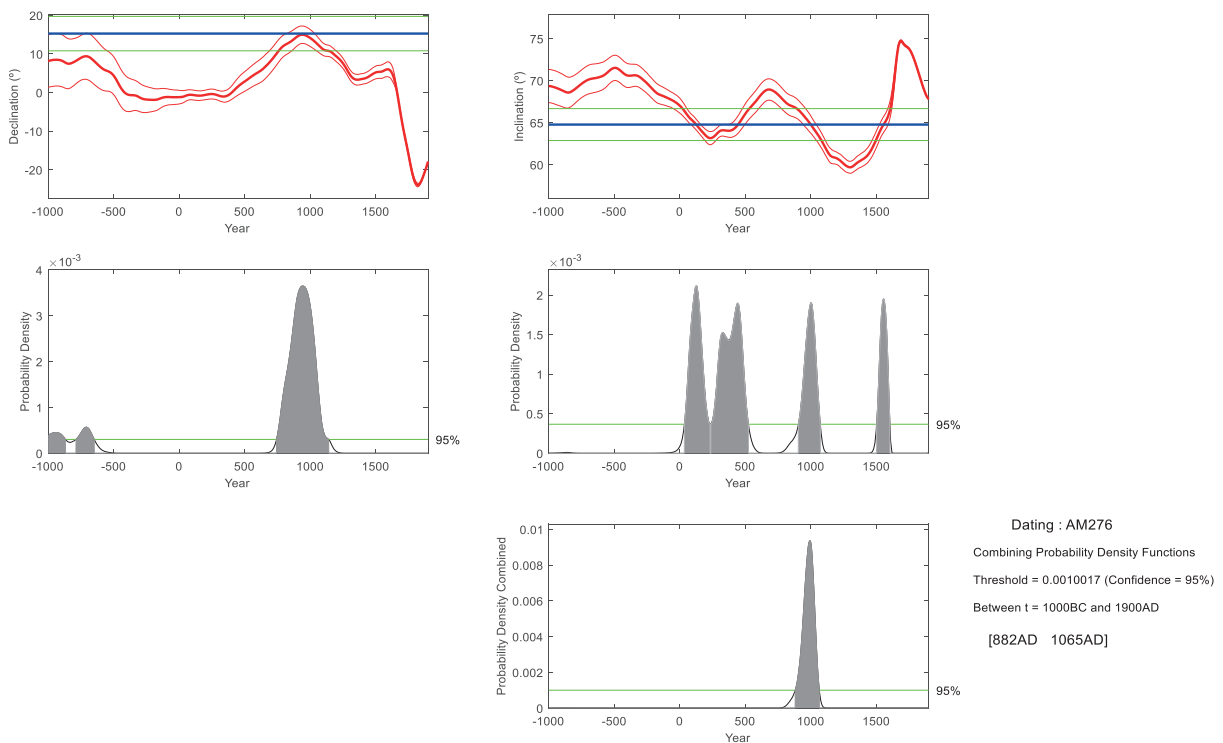 20
10
0
-10
-20
Declination (°)
-1000 -500 0 500 1000 1500
Year
75
70
65
60
Inclination (°)
-1000 -500 0 500 1000 1500
Year
×10⁻³
4
3
2
1
0
Probability Density
95%
-1000 -500 0 500 1000 1500
Year
×10⁻³
2
1.5
1
0.5
0
Probability Density
95%
-1000 -500 0 500 1000 1500
Year
0.01
0.008
0.006
0.004
0.002
0
Probability Density Combined
95%
-1000 -500 0 500 1000 1500
Year
Dating : AM276
Combining Probability Density Functions
Threshold = 0.0010017 (Confidence = 95%)
Between t = 1000BC and 1900AD
[882AD 1065AD]